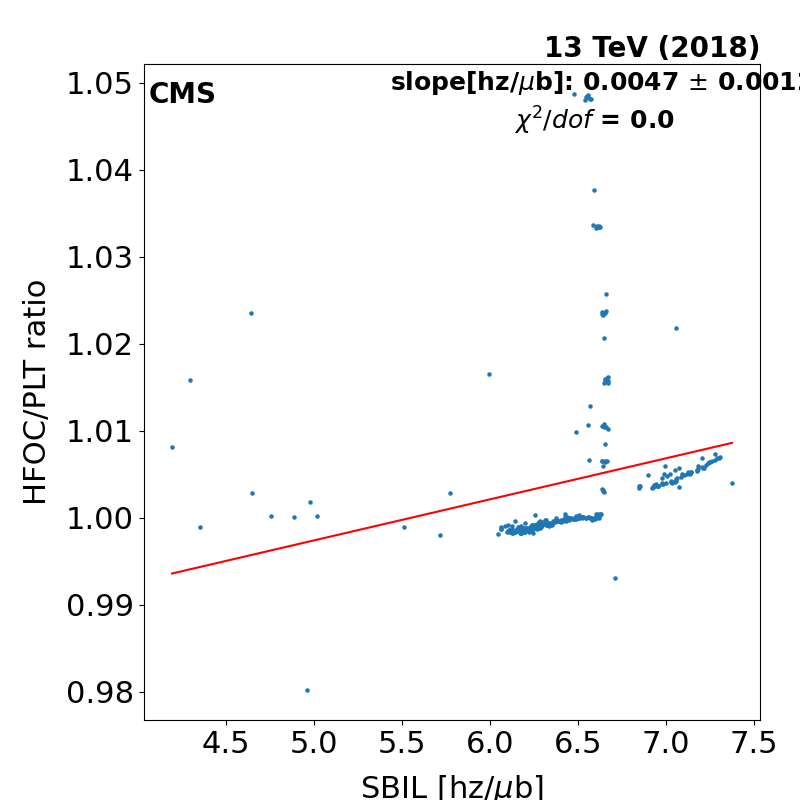 13 TeV (2018)
CMS
slope[hz/μb]: 0.0047 ± 0.001
χ²/dof = 0.0
HFOC/PLT ratio
1.05
1.04
1.03
1.02
1.01
1.00
0.99
0.98
4.5 5.0 5.5 6.0 6.5 7.0 7.5
SBIL [hz/μb]